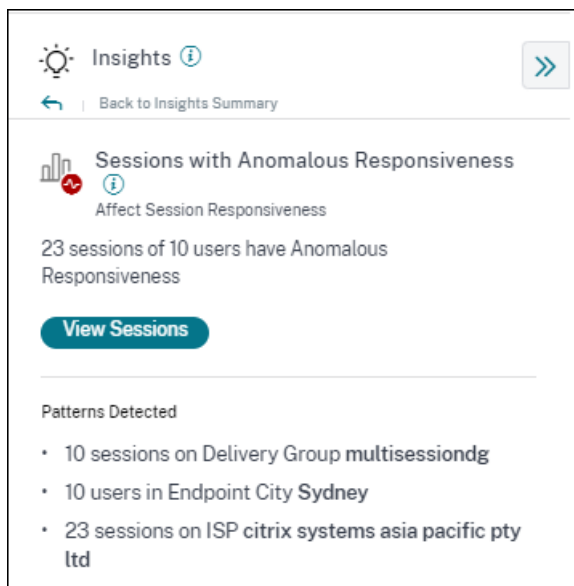 Insights
Back to Insights Summary
Sessions with Anomalous Responsiveness
Affect Session Responsiveness
23 sessions of 10 users have Anomalous
Responsiveness
View Sessions
Patterns Detected
• 10 sessions on Delivery Group multisessiondg
• 10 users in Endpoint City Sydney
• 23 sessions on ISP citrix systems asia pacific pty
ltd